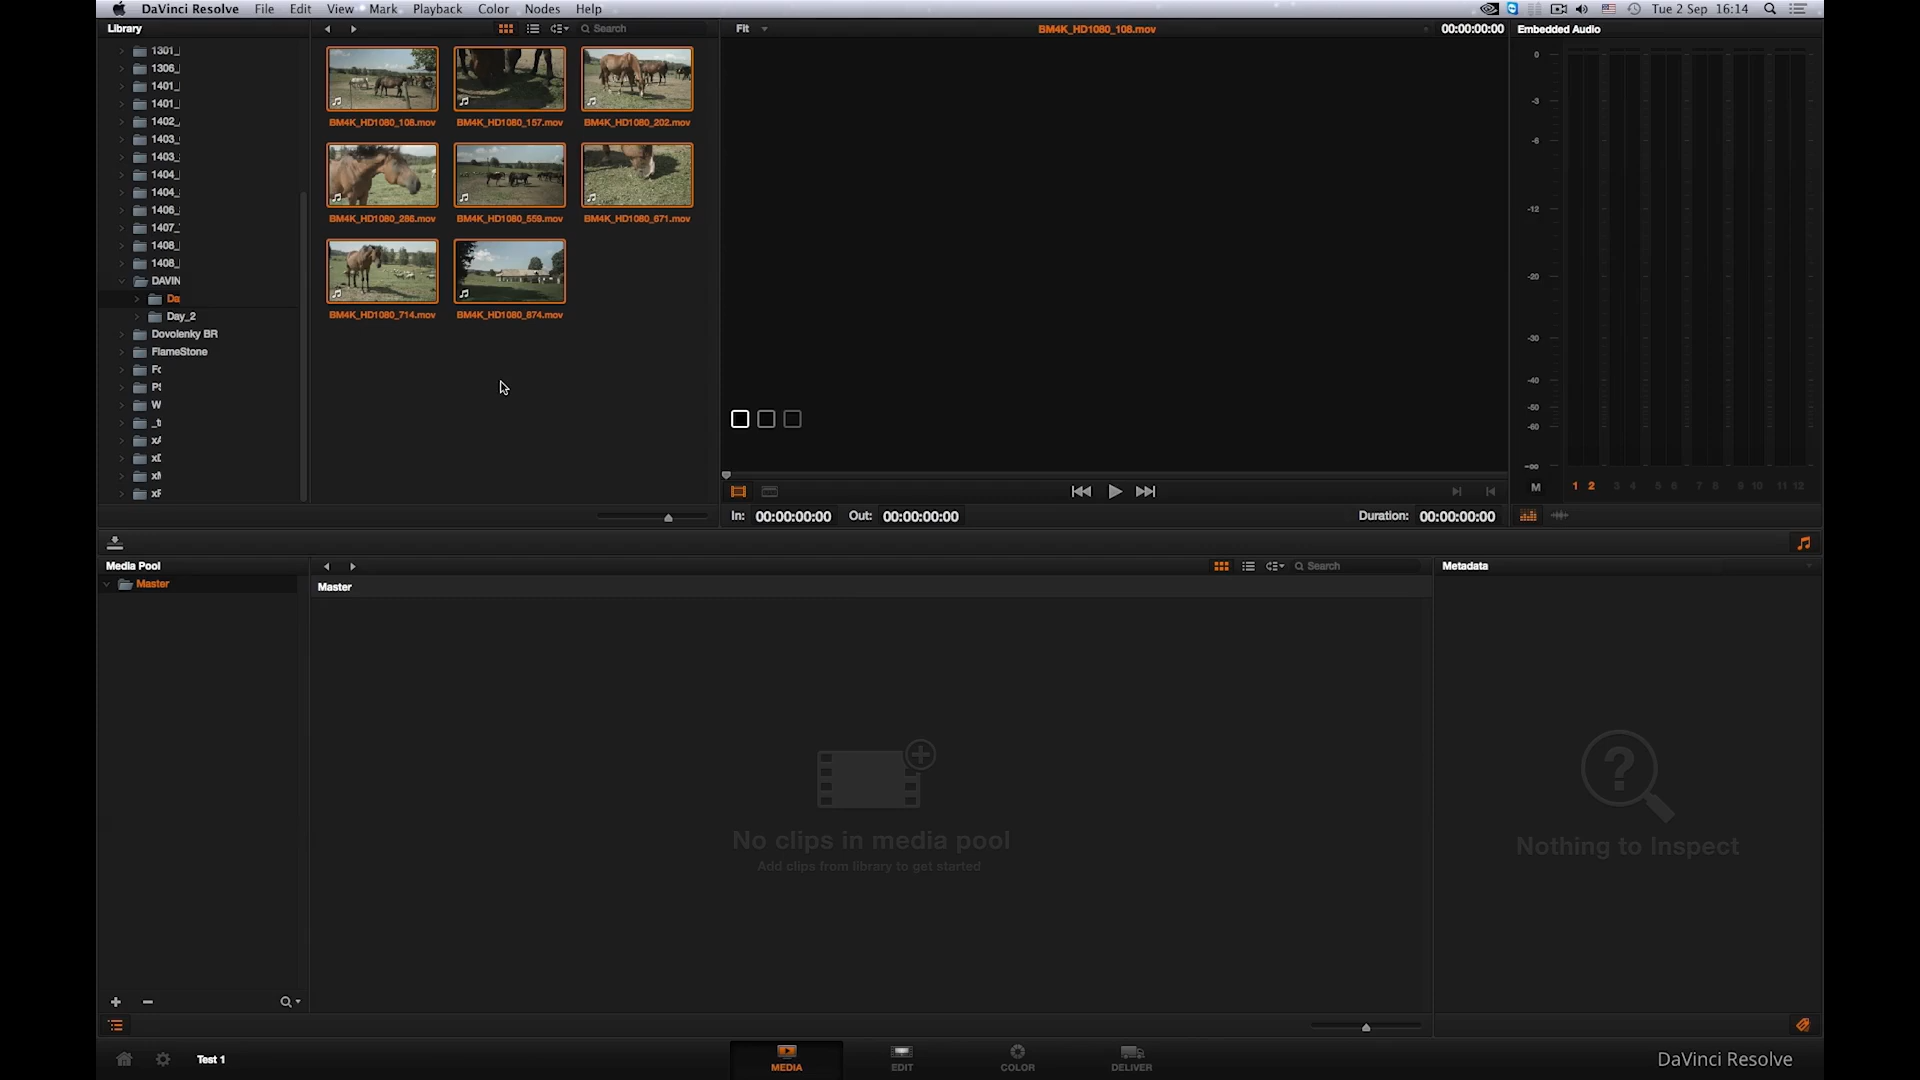 DaVinci Resolve File Edit View Mark Playback Color Nodes Help Tue 2 Sep 16:14
Library Search Fit BM4K_HD1080_108.mov 00:00:00:00 Embedded Audio
1301_
1306_
1401_
1401_
1402_
1403_
1403_
1404_
1404_
1406_
1407_
1408_
1408_
DAVIN
Da
Day_2
Dovolenky BR
FlameStone
Fc
PS
W
_t
xA
xD
xM
xF
BM4K_HD1080_108.mov BM4K_HD1080_157.mov BM4K_HD1080_202.mov
BM4K_HD1080_286.mov BM4K_HD1080_559.mov BM4K_HD1080_671.mov
BM4K_HD1080_714.mov BM4K_HD1080_874.mov
0
-3
-6
-12
-20
-30
-40
-50
-60
-∞
M 1 2 3 4 5 6 7 8 9 10 11 12
In: 00:00:00:00 Out: 00:00:00:00 Duration: 00:00:00:00
Media Pool Search Metadata
Master
Master
No clips in media pool
Add clips from library to get started
Nothing to Inspect
Test 1
MEDIA EDIT COLOR DELIVER
DaVinci Resolve